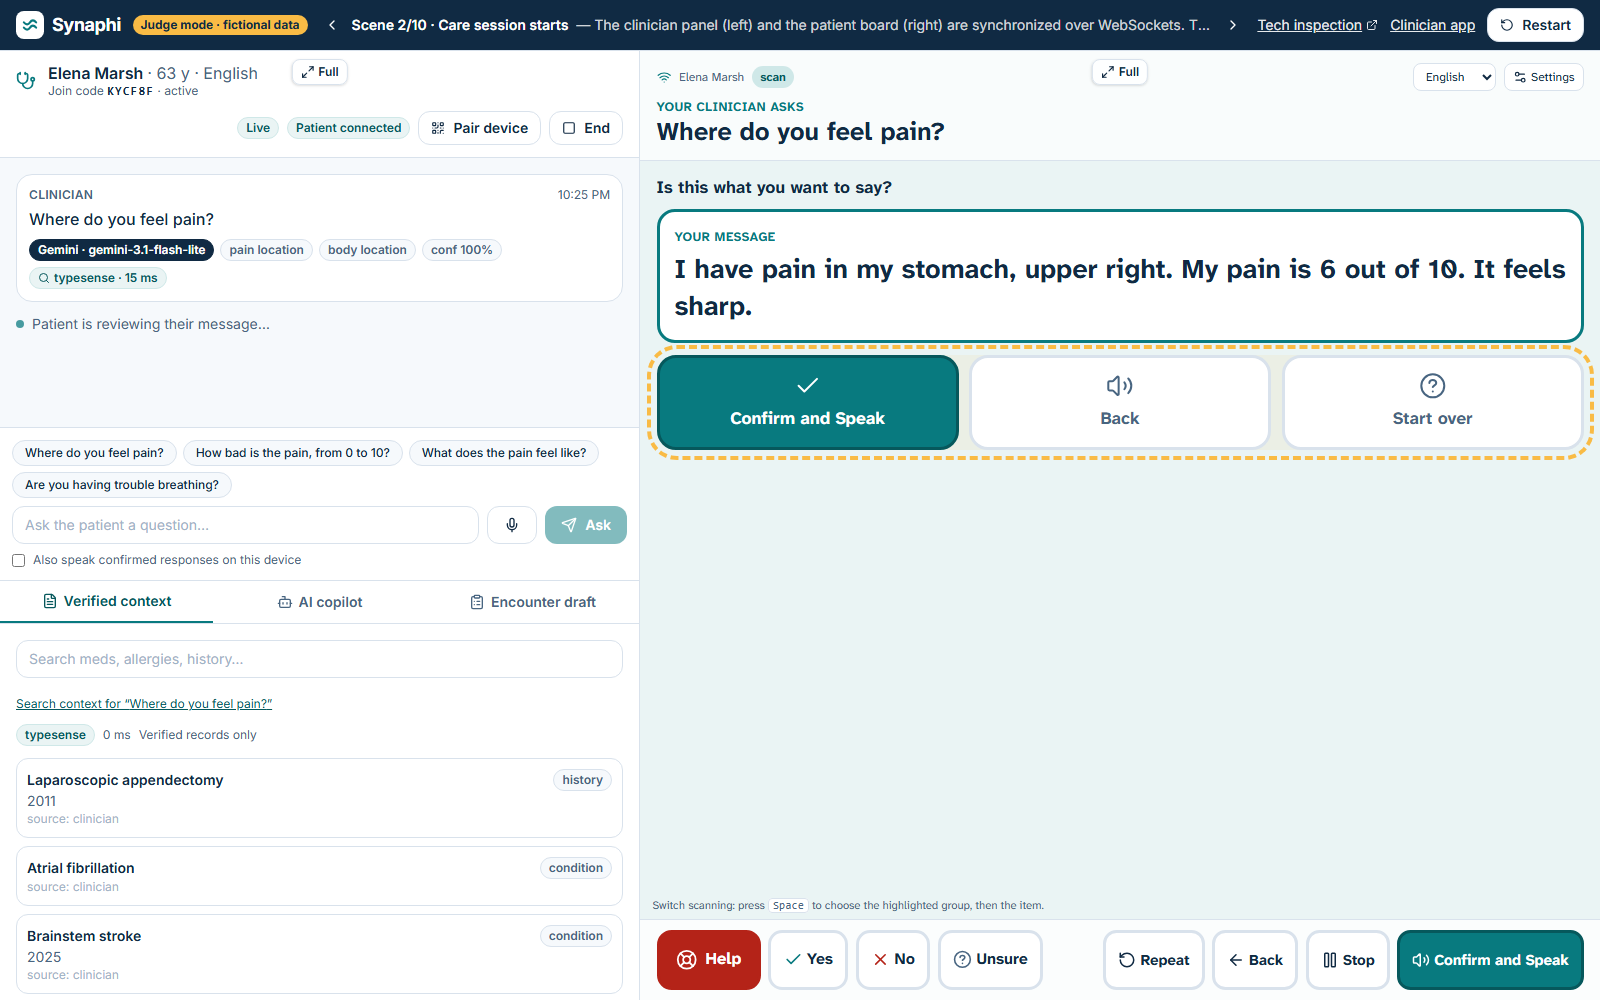 Synaphi
Judge mode · fictional data
Scene 2/10 · Care session starts — The clinician panel (left) and the patient board (right) are synchronized over WebSockets. T...
Tech inspection
Clinician app
Restart
Elena Marsh · 63 y · English
Join code KYCF8F · active
Full
Live
Patient connected
Pair device
End
CLINICIAN
10:25 PM
Where do you feel pain?
Gemini · gemini-3.1-flash-lite
pain location
body location
conf 100%
typesense · 15 ms
Patient is reviewing their message...
Where do you feel pain?
How bad is the pain, from 0 to 10?
What does the pain feel like?
Are you having trouble breathing?
Ask the patient a question...
Ask
Also speak confirmed responses on this device
Verified context
AI copilot
Encounter draft
Search meds, allergies, history...
Search context for “Where do you feel pain?”
typesense
0 ms
Verified records only
Laparoscopic appendectomy
history
2011
source: clinician
Atrial fibrillation
condition
source: clinician
Brainstem stroke
condition
2025
source: clinician
Elena Marsh
scan
Full
English
Settings
YOUR CLINICIAN ASKS
Where do you feel pain?
Is this what you want to say?
YOUR MESSAGE
I have pain in my stomach, upper right. My pain is 6 out of 10. It feels
sharp.
Confirm and Speak
Back
Start over
Switch scanning: press Space to choose the highlighted group, then the item.
Help
Yes
No
Unsure
Repeat
Back
Stop
Confirm and Speak